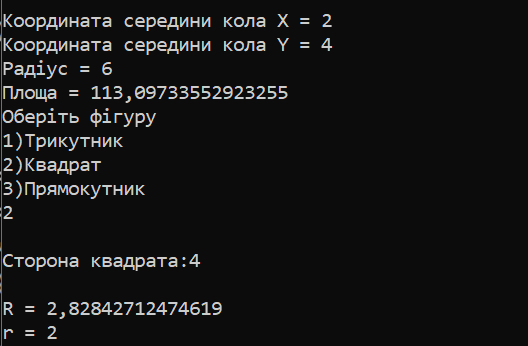 Координата середини кола X = 2
Координата середини кола Y = 4
Радіус = 6
Площа = 113,09733552923255
Оберіть фігуру
1)Трикутник
2)Квадрат
3)Прямокутник
2
Сторона квадрата:4
R = 2,82842712474619
r = 2